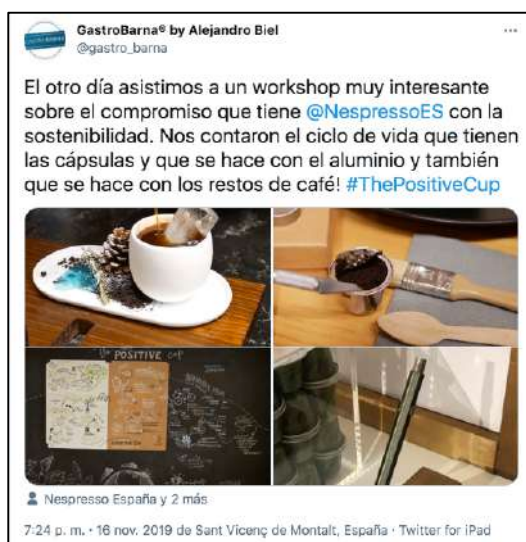 GastroBarna® by Alejandro Biel
@gastro_barna
El otro día asistimos a un workshop muy interesante
sobre el compromiso que tiene @NespressoES con la
sostenibilidad. Nos contaron el ciclo de vida que tienen
las cápsulas y que se hace con el aluminio y también
que se hace con los restos de café! #ThePositiveCup
POSITIVE CUP
Nespresso España y 2 más
7:24 p. m. · 16 nov. 2019 de Sant Vicenç de Montalt, España · Twitter for iPad